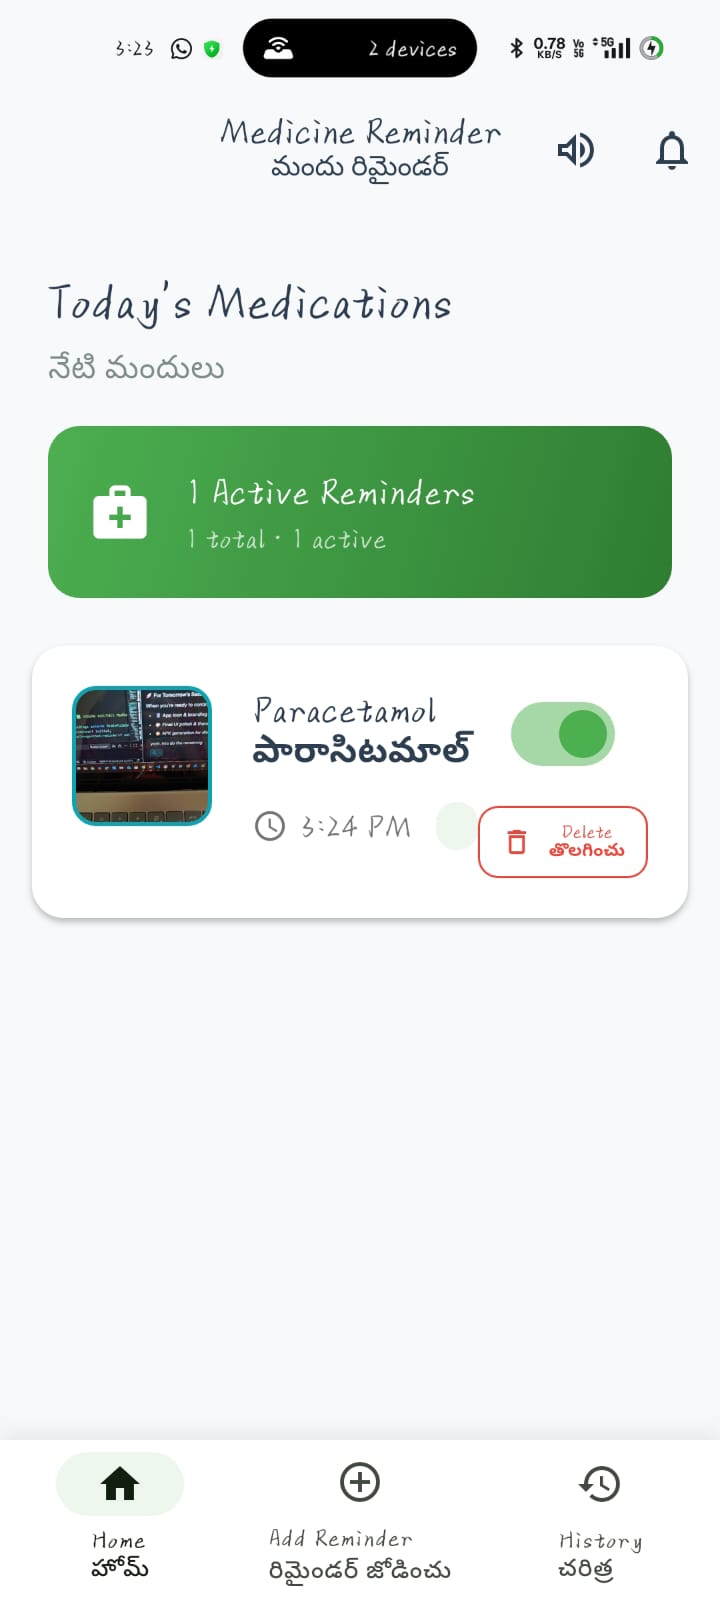 3:23
2 devices
0.78
KB/S
Vo
5G
5G
Medicine Reminder
మందు రిమైండర్
Today's Medications
నేటి మందులు
1 Active Reminders
1 total · 1 active
Paracetamol
పారాసిటమాల్
3:24 PM
Delete
తొలగించు
Home
హోమ్
Add Reminder
రిమైండర్ జోడించు
History
చరిత్ర